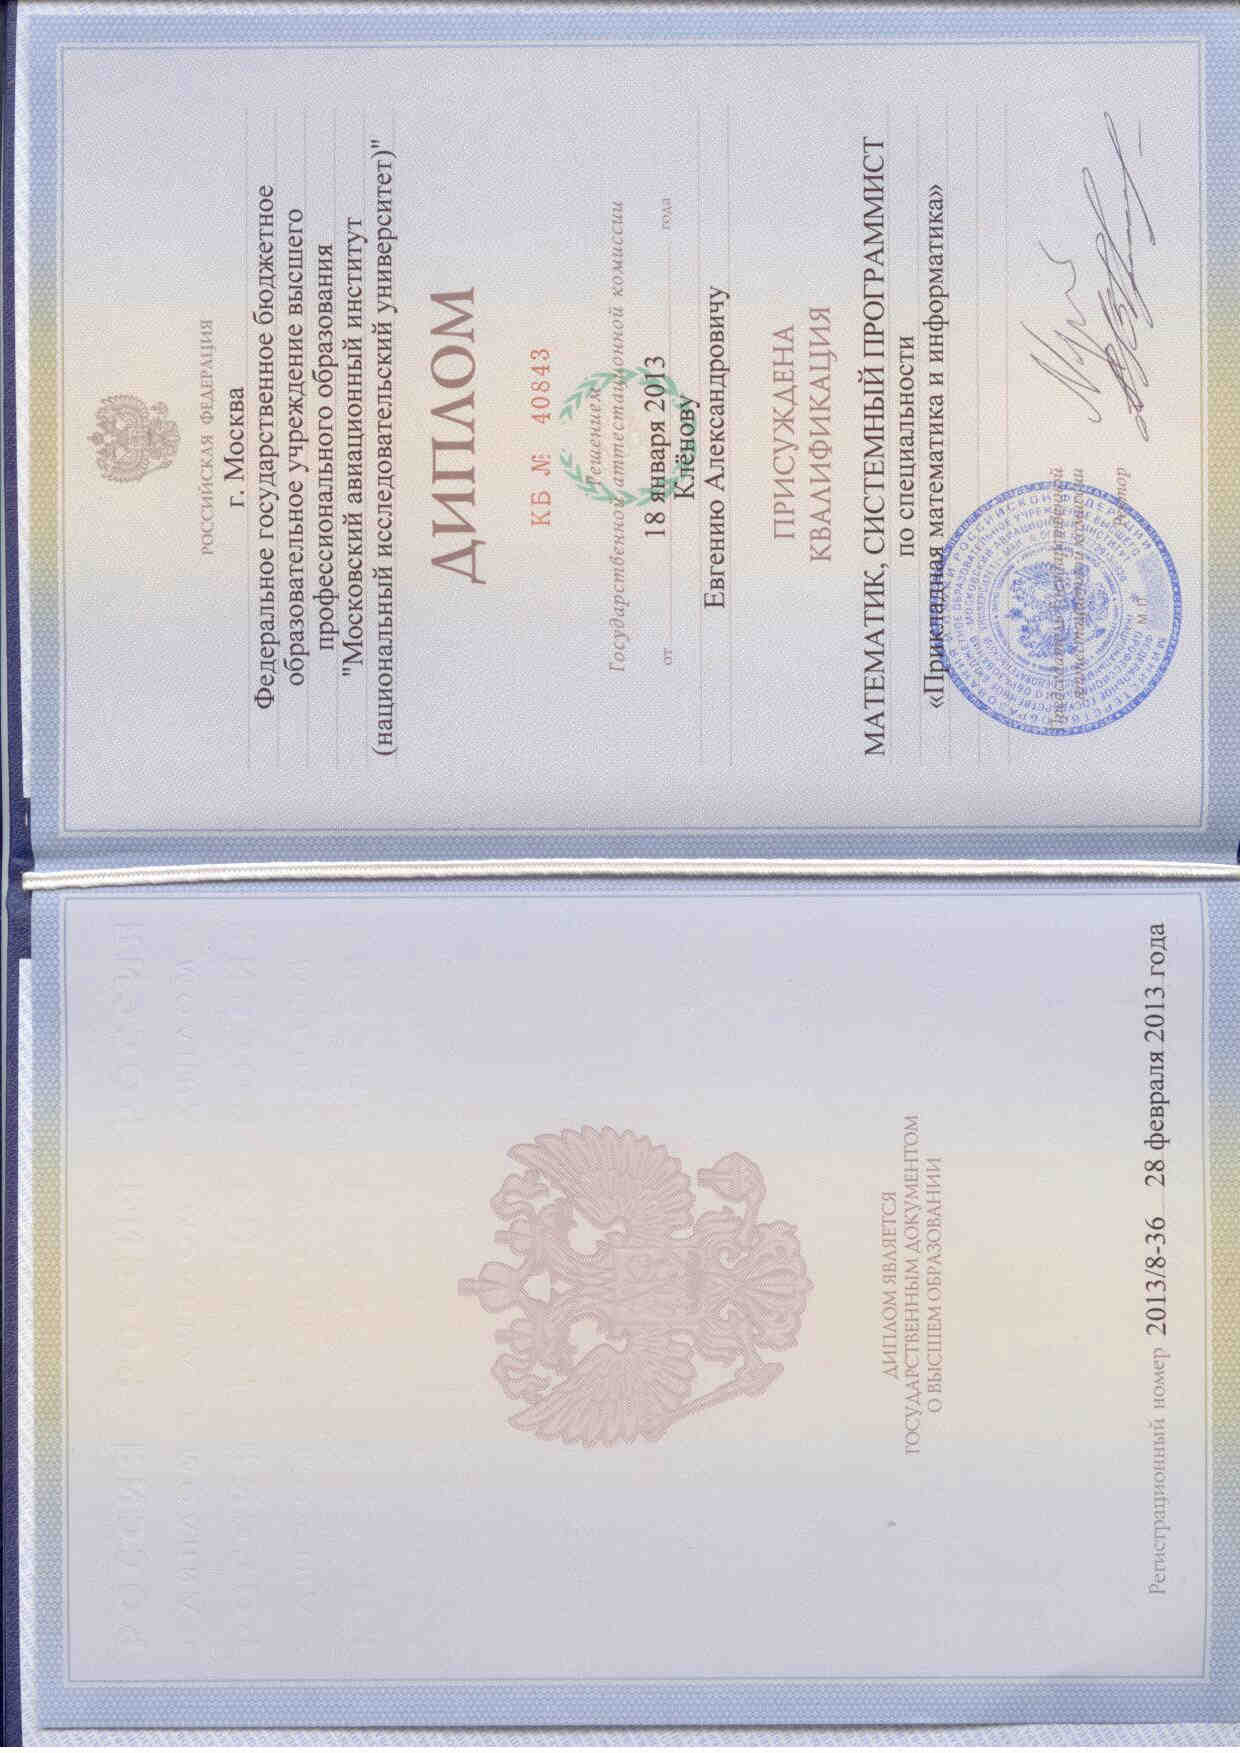 ДИПЛОМ ЯВЛЯЕТСЯ
ГОСУДАРСТВЕННЫМ ДОКУМЕНТОМ
О ВЫСШЕМ ОБРАЗОВАНИИ
Регистрационный номер 2013/8-36 28 февраля 2013 года
РОССИЙСКАЯ ФЕДЕРАЦИЯ
г. Москва
Федеральное государственное бюджетное
образовательное учреждение высшего
профессионального образования
"Московский авиационный институт
(национальный исследовательский университет)"
ДИПЛОМ
КБ № 40843
Решением
Государственной аттестационной комиссии
от 18 января 2013 года
Клёнову
Евгению Александровичу
ПРИСУЖДЕНА
КВАЛИФИКАЦИЯ
МАТЕМАТИК, СИСТЕМНЫЙ ПРОГРАММИСТ
по специальности
«Прикладная математика и информатика»
Председатель Государственной
аттестационной комиссии
Ректор
М.П.